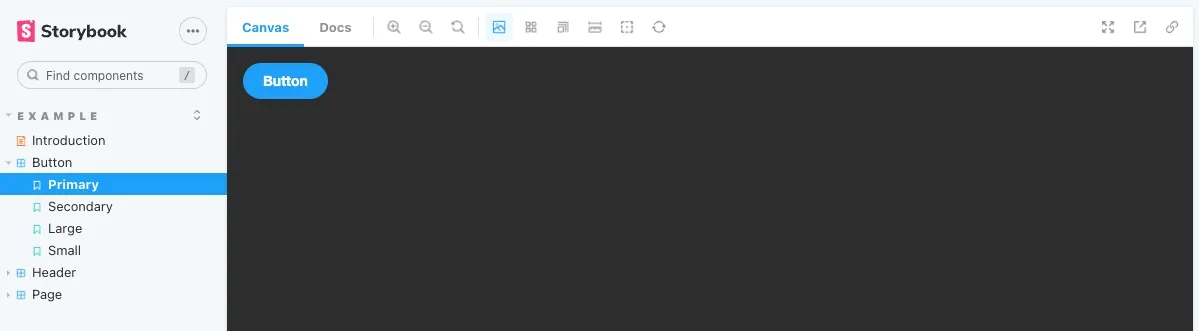 Storybook
Find components /
EXAMPLE
Introduction
Button
Primary
Secondary
Large
Small
Header
Page
Canvas Docs
Button